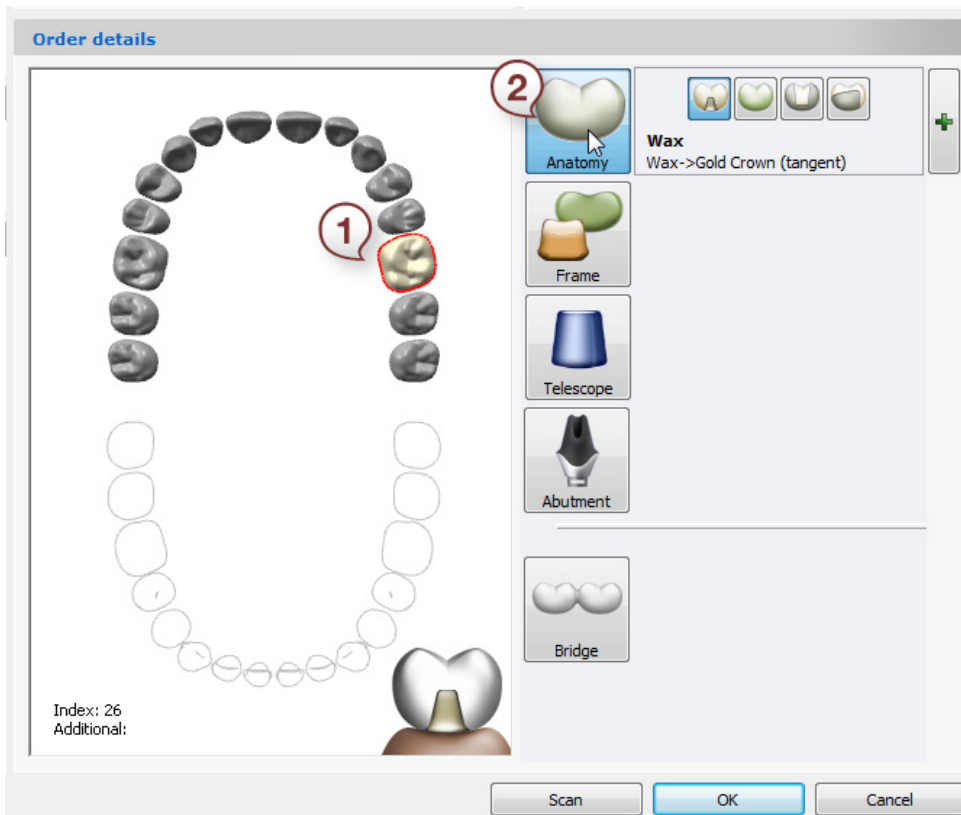 Order details
1
2
Anatomy
Wax
Wax->Gold Crown (tangent)
Frame
Telescope
Abutment
Bridge
Index: 26
Additional:
Scan
OK
Cancel